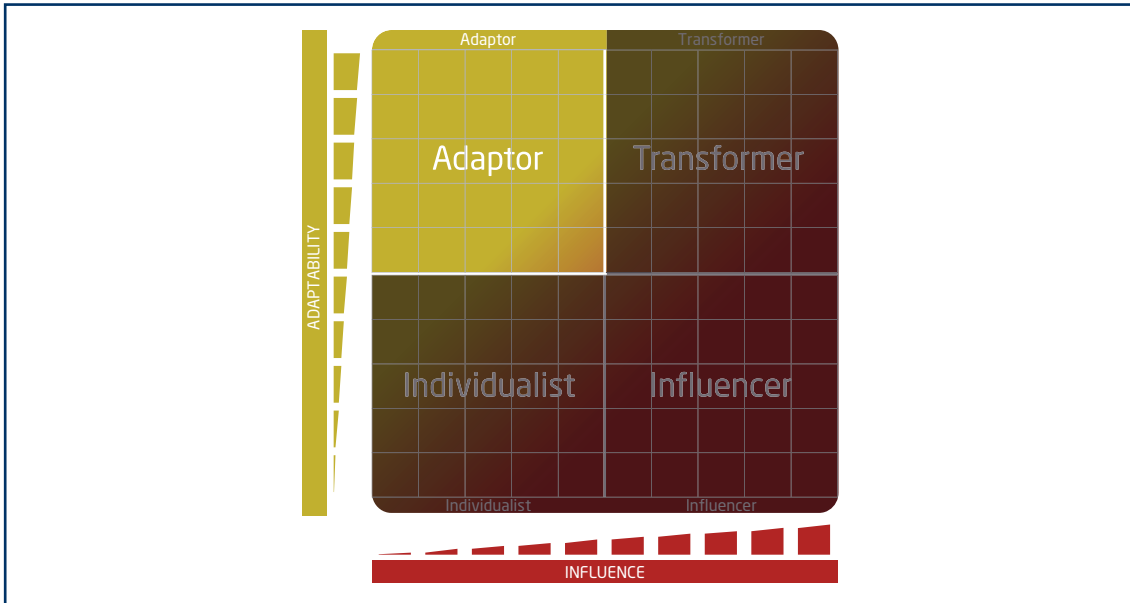 Adaptor
Transformer
Adaptor
Transformer
ADAPTABILITY
Individualist
Influencer
Individualist
Influencer
INFLUENCE